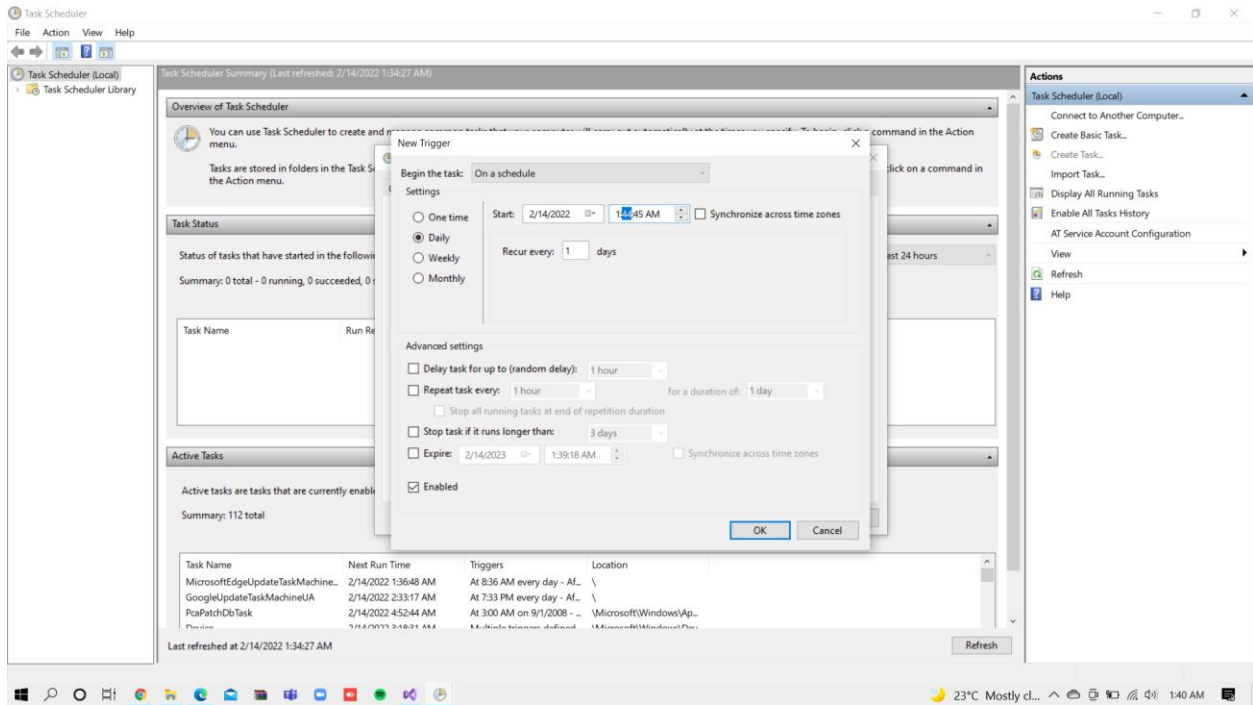 Task Scheduler
File Action View Help
Task Scheduler (Local)
Task Scheduler Library
Task Scheduler Summary (Last refreshed: 2/14/2022 1:34:27 AM)
Overview of Task Scheduler
You can use Task Scheduler to create and command in the Action
menu.
Tasks are stored in folders in the Task click on a command in
the Action menu.
Task Status
Status of tasks that have started in the 24 hours
Summary: 0 total - 0 running, 0 succeeded, 0
Task Name Run
Active Tasks
Active tasks are tasks that are currently
Summary: 112 total
Task Name Next Run Time Triggers Location
MicrosoftEdgeUpdateTaskMachine... 2/14/2022 1:36:48 AM At 8:36 AM every day - Af... \
GoogleUpdateTaskMachineUA 2/14/2022 2:33:17 AM At 7:33 PM every day - Af... \
PcaPatchDbTask 2/14/2022 4:52:44 AM At 3:00 AM on 9/1/2008 - ... \Microsoft\Windows\Ap...
Last refreshed at 2/14/2022 1:34:27 AM Refresh
New Trigger
Begin the task: On a schedule
Settings
One time
Daily
Weekly
Monthly
Start: 2/14/2022 1:44:45 AM Synchronize across time zones
Recur every: 1 days
Advanced settings
Delay task for up to (random delay): 1 hour
Repeat task every: 1 hour for a duration of: 1 day
Stop all running tasks at end of repetition duration
Stop task if it runs longer than: 3 days
Expire: 2/14/2023 1:39:18 AM Synchronize across time zones
Enabled
OK Cancel
Actions
Task Scheduler (Local)
Connect to Another Computer...
Create Basic Task...
Create Task...
Import Task...
Display All Running Tasks
Enable All Tasks History
AT Service Account Configuration
View
Refresh
Help
23°C Mostly cl... 1:40 AM